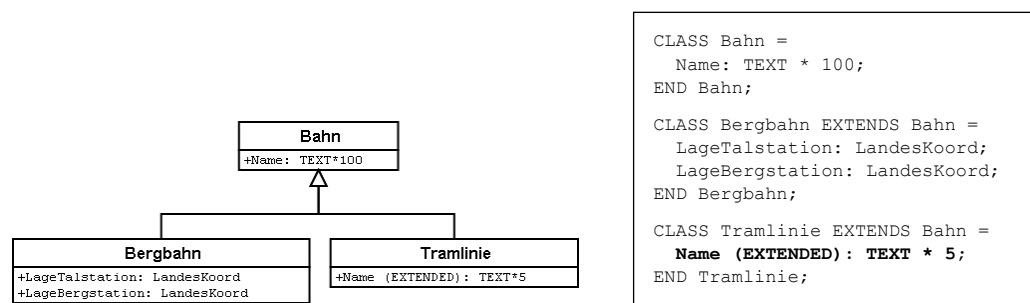 Bahn
+Name: TEXT*100
Bergbahn
+LageTalstation: LandesKoord
+LageBergstation: LandesKoord
Tramlinie
+Name (EXTENDED): TEXT*5
CLASS Bahn =
Name: TEXT * 100;
END Bahn;
CLASS Bergbahn EXTENDS Bahn =
LageTalstation: LandesKoord;
LageBergstation: LandesKoord;
END Bergbahn;
CLASS Tramlinie EXTENDS Bahn =
Name (EXTENDED): TEXT * 5;
END Tramlinie;